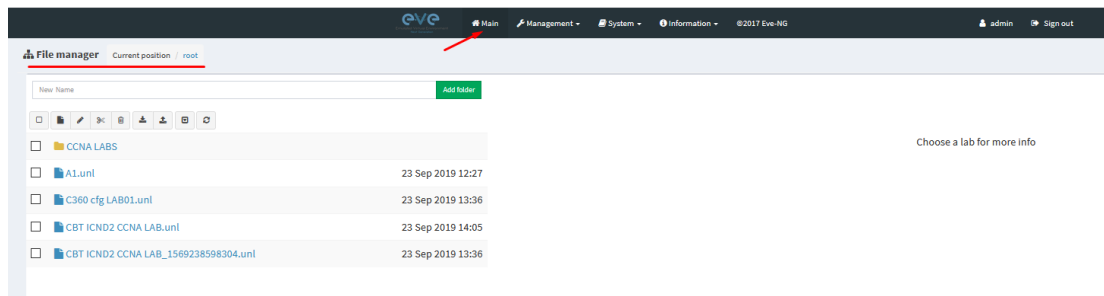 eve Main Management System Information ©2017 Eve-NG admin Sign out
File manager Current position / root
New Name Add folder
CCNA LABS
Choose a lab for more info
A1.unl 23 Sep 2019 12:27
C360 cfg LAB01.unl 23 Sep 2019 13:36
CBT ICND2 CCNA LAB.unl 23 Sep 2019 14:05
CBT ICND2 CCNA LAB_1569238598304.unl 23 Sep 2019 13:36